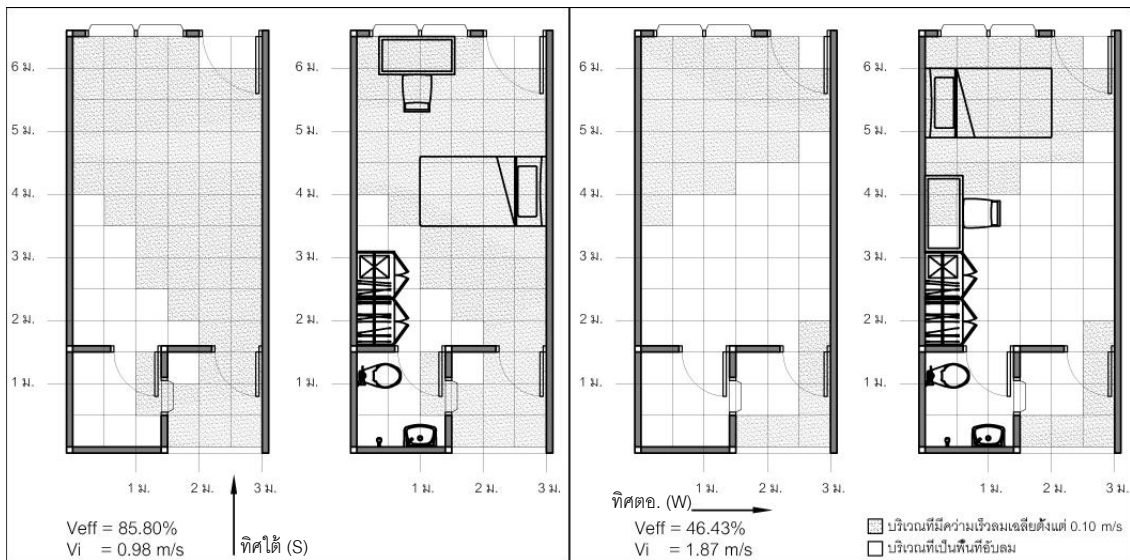 6 ม. 6 ม. 6 ม. 6 ม.
5 ม. 5 ม. 5 ม. 5 ม.
4 ม. 4 ม. 4 ม. 4 ม.
3 ม. 3 ม. 3 ม. 3 ม.
2 ม. 2 ม. 2 ม. 2 ม.
1 ม. 1 ม. 1 ม. 1 ม.
1 ม. 2 ม. 3 ม. 1 ม. 2 ม. 3 ม. 1 ม. 2 ม. 3 ม. 1 ม. 2 ม. 3 ม.
Veff = 85.80%
Vi = 0.98 m/s
ทิศใต้ (S)
ทิศตอ. (W)
Veff = 46.43%
Vi = 1.87 m/s
บริเวณที่มีความเร็วลมเฉลี่ยตั้งแต่ 0.10 m/s
บริเวณที่เป็นพื้นที่อับลม